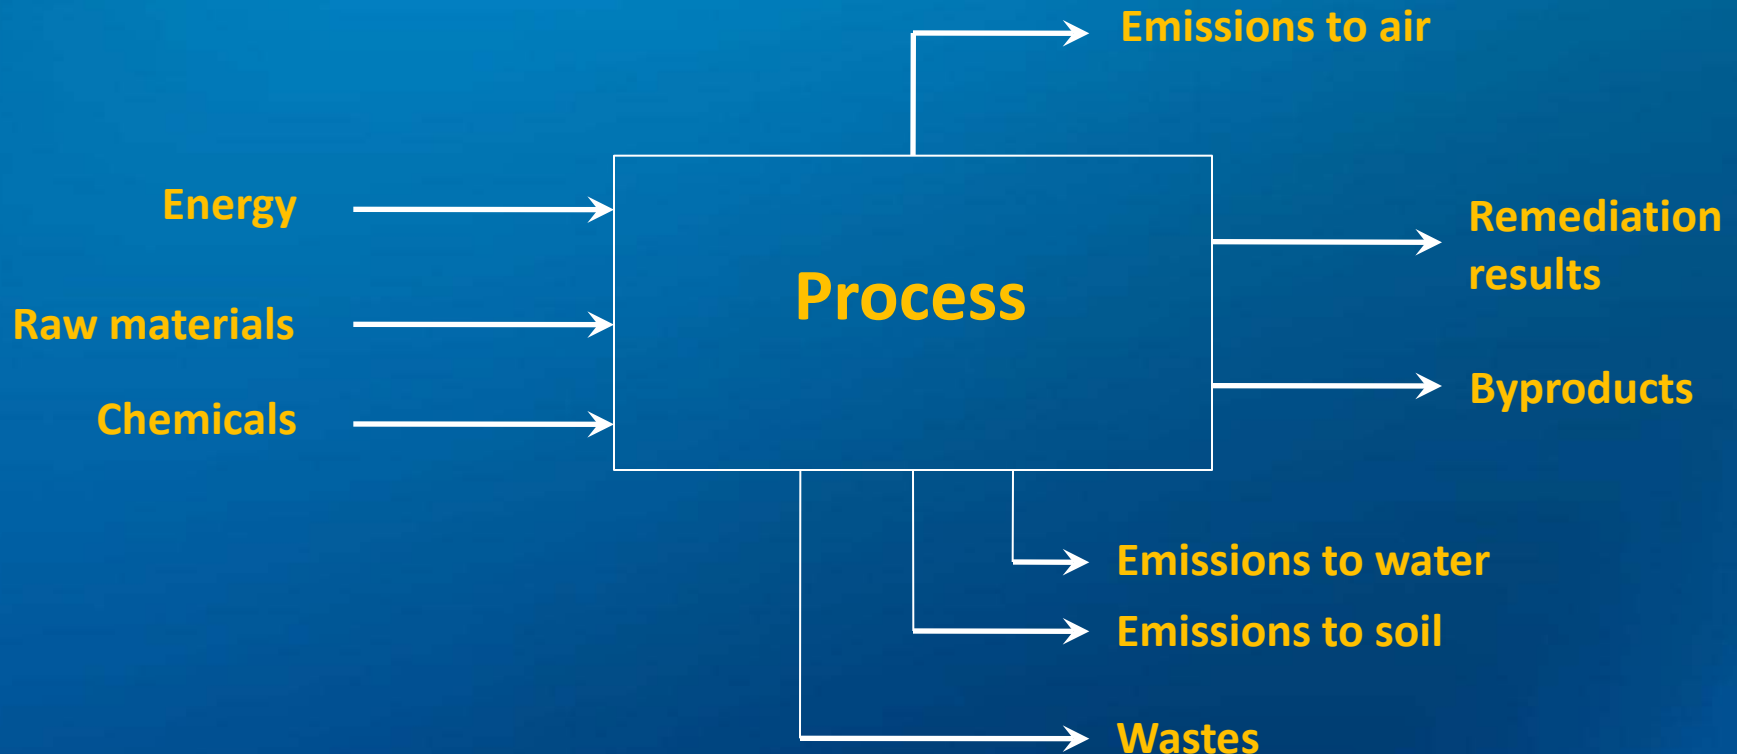 Emissions to air
Energy
Raw materials
Chemicals
Process
Remediation
results
Byproducts
Emissions to water
Emissions to soil
Wastes